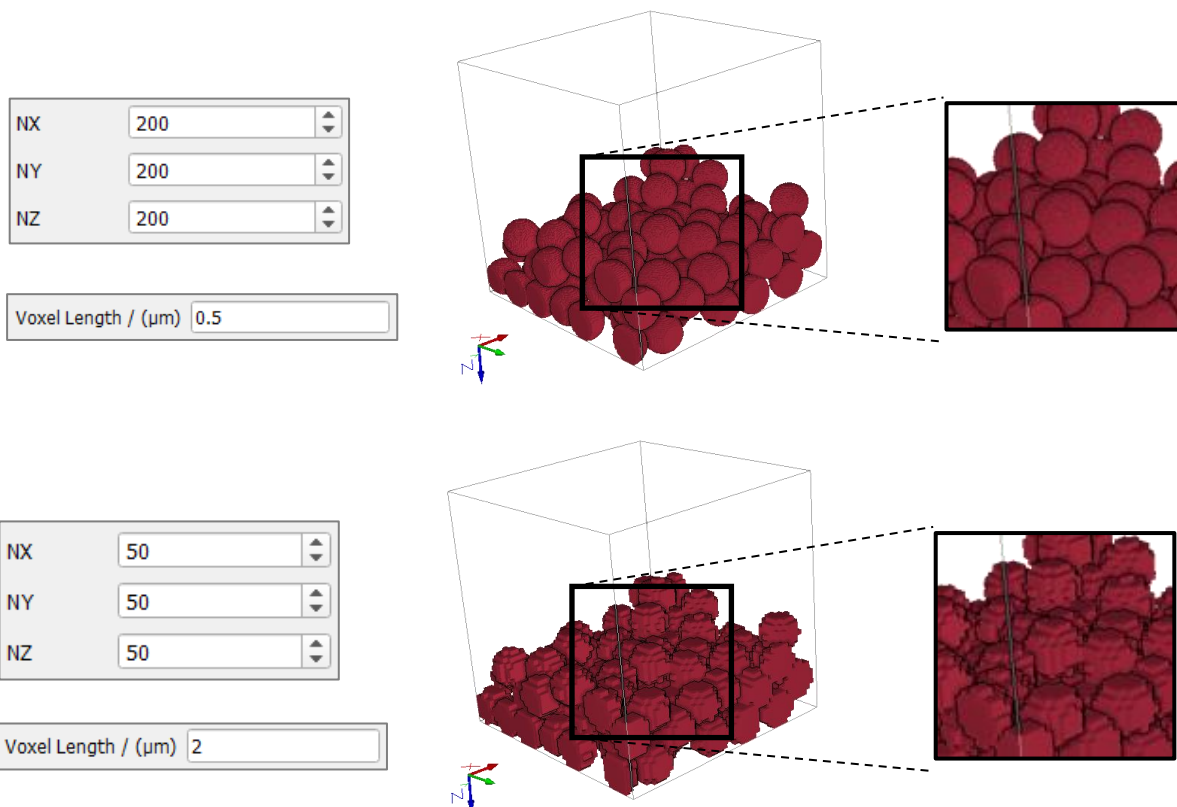 NX 200
NY 200
NZ 200
Voxel Length / (µm) 0.5
X
Z
NX 50
NY 50
NZ 50
Voxel Length / (µm) 2
X
Z